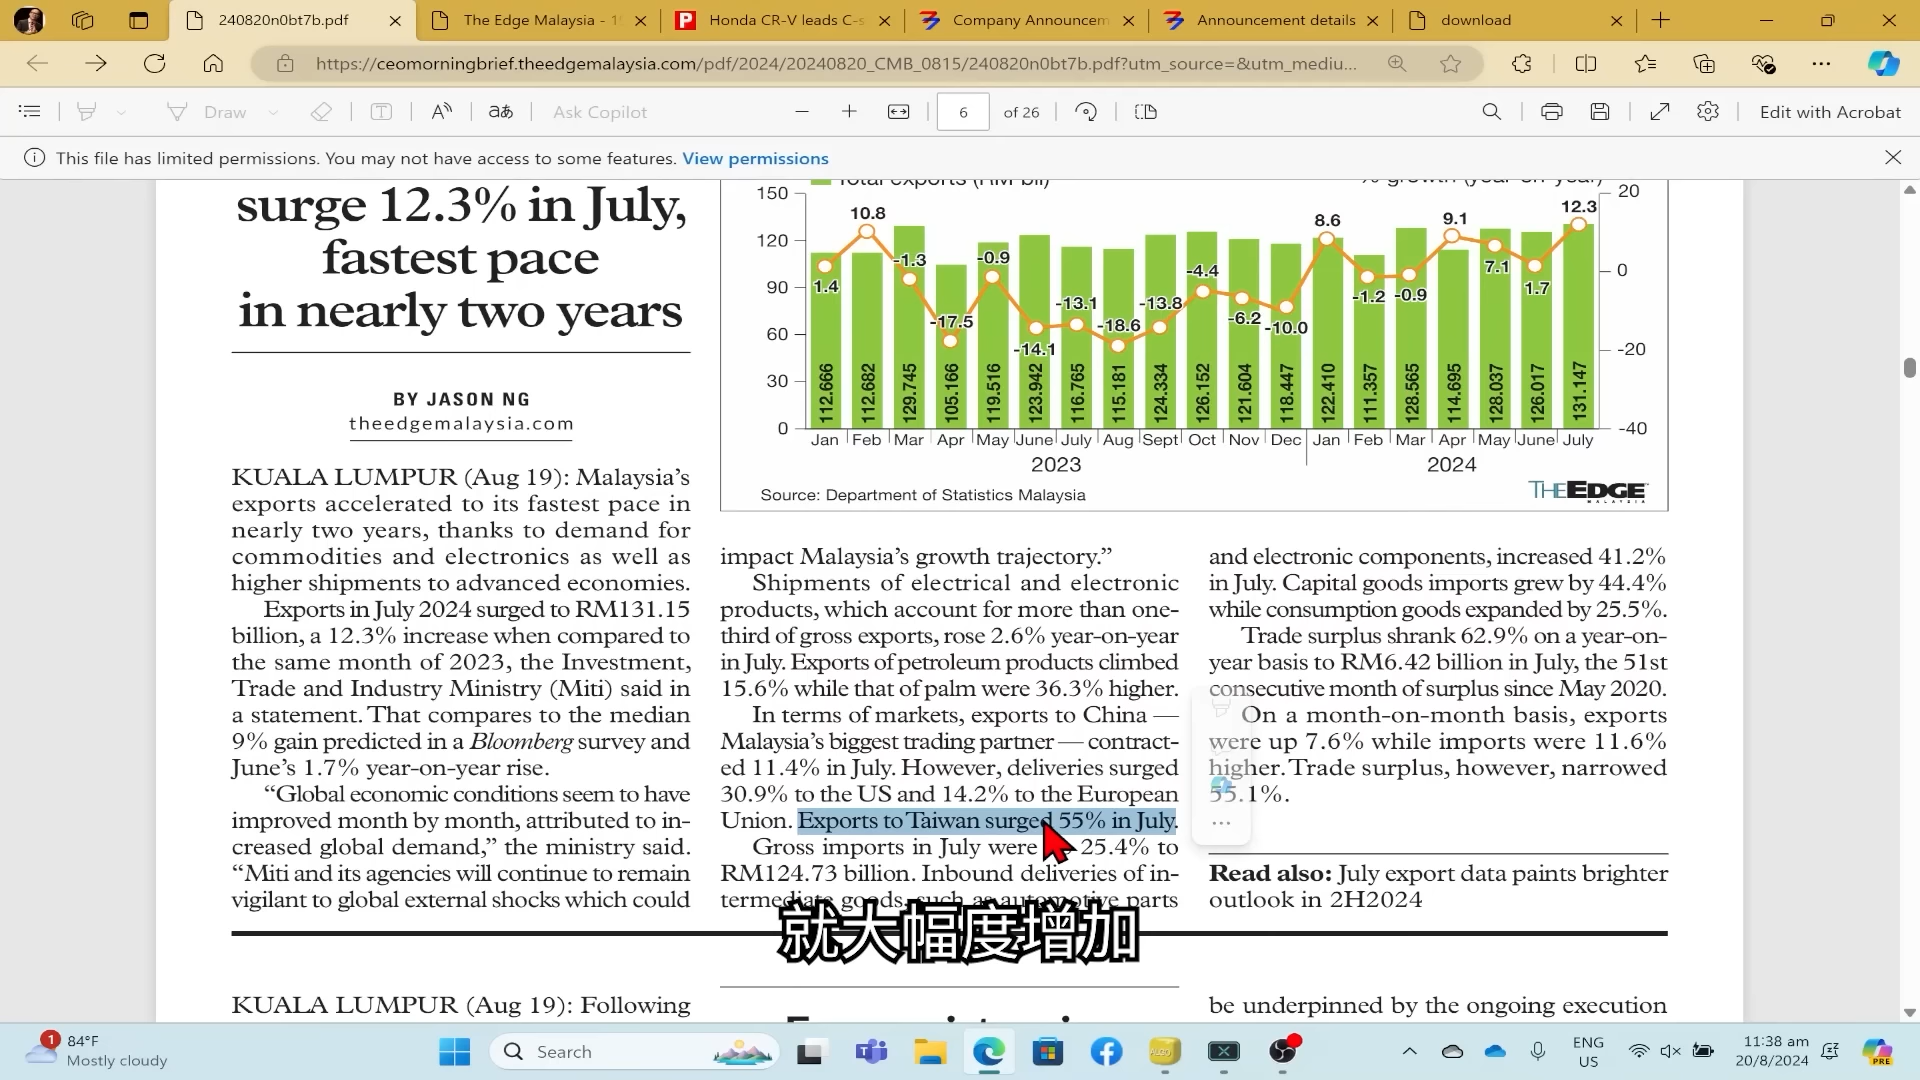 240820n0bt7b.pdf
The Edge Malaysia - 1
Honda CR-V leads C-s
Company Announcem
Announcement details
download
https://ceomorningbrief.theedgemalaysia.com/pdf/2024/20240820_CMB_0815/240820n0bt7b.pdf?utm_source=&utm_mediu...
Draw
Ask Copilot
6
of 26
Edit with Acrobat
This file has limited permissions. You may not have access to some features. View permissions
surge 12.3% in July,
fastest pace
in nearly two years
BY JASON NG
theedgemalaysia.com
KUALA LUMPUR (Aug 19): Malaysia's
exports accelerated to its fastest pace in
nearly two years, thanks to demand for
commodities and electronics as well as
higher shipments to advanced economies.
Exports in July 2024 surged to RM131.15
billion, a 12.3% increase when compared to
the same month of 2023, the Investment,
Trade and Industry Ministry (Miti) said in
a statement. That compares to the median
9% gain predicted in a Bloomberg survey and
June's 1.7% year-on-year rise.
“Global economic conditions seem to have
improved month by month, attributed to in-
creased global demand,” the ministry said.
“Miti and its agencies will continue to remain
vigilant to global external shocks which could
Total exports (RM bil)
% growth (year-on-year)
150
120
90
60
30
0
20
0
-20
-40
1.4
10.8
-1.3
-17.5
-0.9
-14.1
-13.1
-18.6
-13.8
-4.4
-6.2
-10.0
8.6
-1.2
-0.9
9.1
7.1
1.7
12.3
112.666
112.682
129.745
105.166
119.516
123.942
116.765
115.181
124.334
126.152
121.604
118.447
122.410
111.357
128.565
114.695
128.037
126.017
131.147
Jan Feb Mar Apr May June July Aug Sept Oct Nov Dec Jan Feb Mar Apr May June July
2023
2024
Source: Department of Statistics Malaysia
THE EDGE
MALAYSIA
impact Malaysia's growth trajectory.”
Shipments of electrical and electronic
products, which account for more than one-
third of gross exports, rose 2.6% year-on-year
in July. Exports of petroleum products climbed
15.6% while that of palm were 36.3% higher.
In terms of markets, exports to China —
Malaysia's biggest trading partner — contract-
ed 11.4% in July. However, deliveries surged
30.9% to the US and 14.2% to the European
Union. Exports to Taiwan surged 55% in July.
Gross imports in July were 25.4% to
RM124.73 billion. Inbound deliveries of in-
termediate goods, such as automotive parts
and electronic components, increased 41.2%
in July. Capital goods imports grew by 44.4%
while consumption goods expanded by 25.5%.
Trade surplus shrank 62.9% on a year-on-
year basis to RM6.42 billion in July, the 51st
consecutive month of surplus since May 2020.
On a month-on-month basis, exports
were up 7.6% while imports were 11.6%
higher. Trade surplus, however, narrowed
55.1%.
Read also: July export data paints brighter
outlook in 2H2024
就大幅度增加
KUALA LUMPUR (Aug 19): Following
be underpinned by the ongoing execution
1
84°F
Mostly cloudy
Search
ENG
US
11:38 am
20/8/2024
PRE